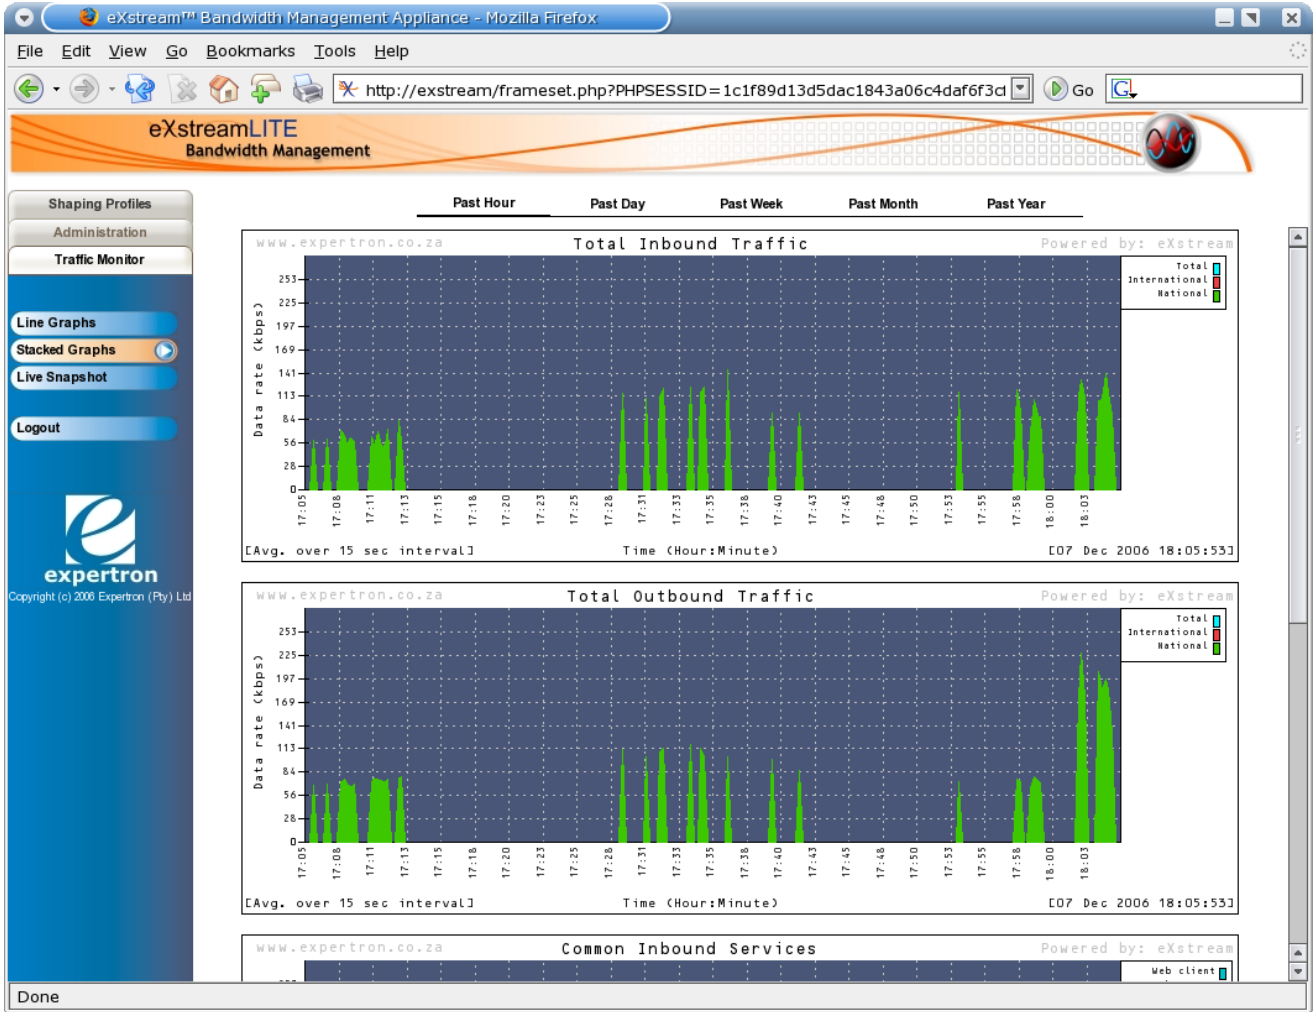 eXstream™ Bandwidth Management Appliance - Mozilla Firefox
File Edit View Go Bookmarks Tools Help
http://exstream/frameset.php?PHPSESSID=1c1f89d13d5dac1843a06c4daf6f3cl Go G
eXstreamLITE
Bandwidth Management
Shaping Profiles
Administration
Traffic Monitor
Line Graphs
Stacked Graphs
Live Snapshot
Logout
expertron
Copyright (c) 2006 Expertron (Pty) Ltd
Past Hour Past Day Past Week Past Month Past Year
www.expertron.co.za Total Inbound Traffic Powered by: eXstream
Total
International
National
Data rate (kbps)
253
225
197
169
141
113
84
56
28
0
17:05 17:08 17:11 17:13 17:15 17:18 17:20 17:23 17:25 17:28 17:31 17:33 17:35 17:38 17:40 17:43 17:45 17:48 17:50 17:53 17:55 17:58 18:00 18:03
[Avg. over 15 sec interval] Time (Hour:Minute) [07 Dec 2006 18:05:53]
www.expertron.co.za Total Outbound Traffic Powered by: eXstream
Total
International
National
Data rate (kbps)
253
225
197
169
141
113
84
56
28
0
17:05 17:08 17:11 17:13 17:15 17:18 17:20 17:23 17:25 17:28 17:31 17:33 17:35 17:38 17:40 17:43 17:45 17:48 17:50 17:53 17:55 17:58 18:00 18:03
[Avg. over 15 sec interval] Time (Hour:Minute) [07 Dec 2006 18:05:53]
www.expertron.co.za Common Inbound Services Powered by: eXstream
Web client
Done